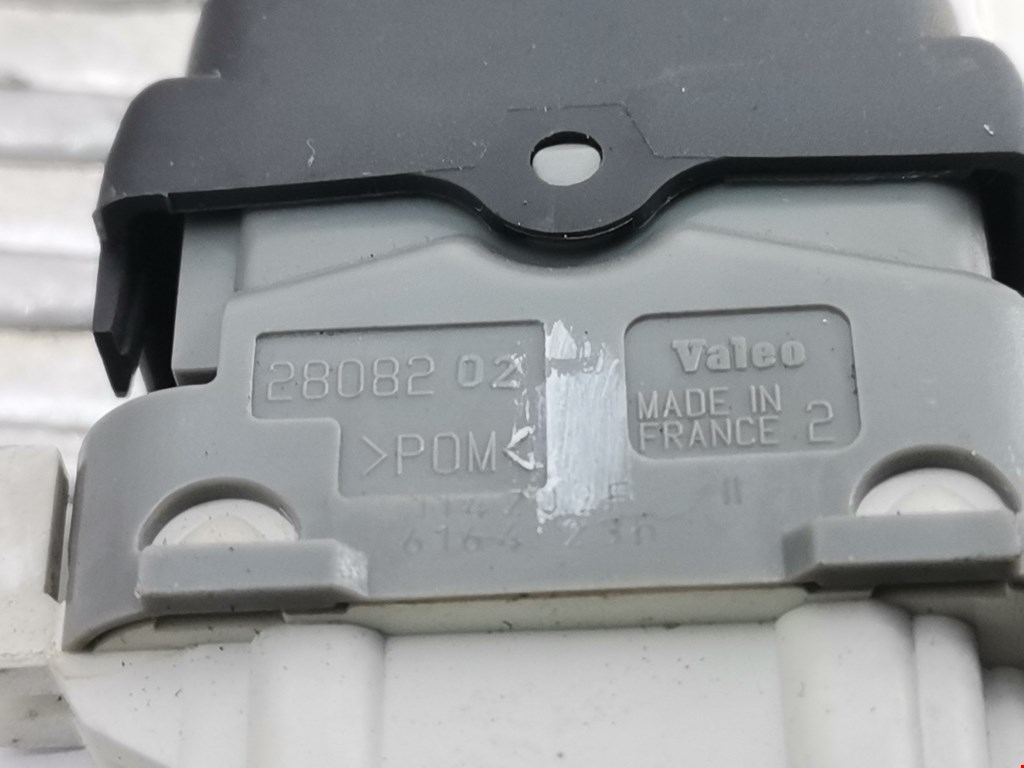 28082 02
>POM<
Valeo
MADE IN
FRANCE 2